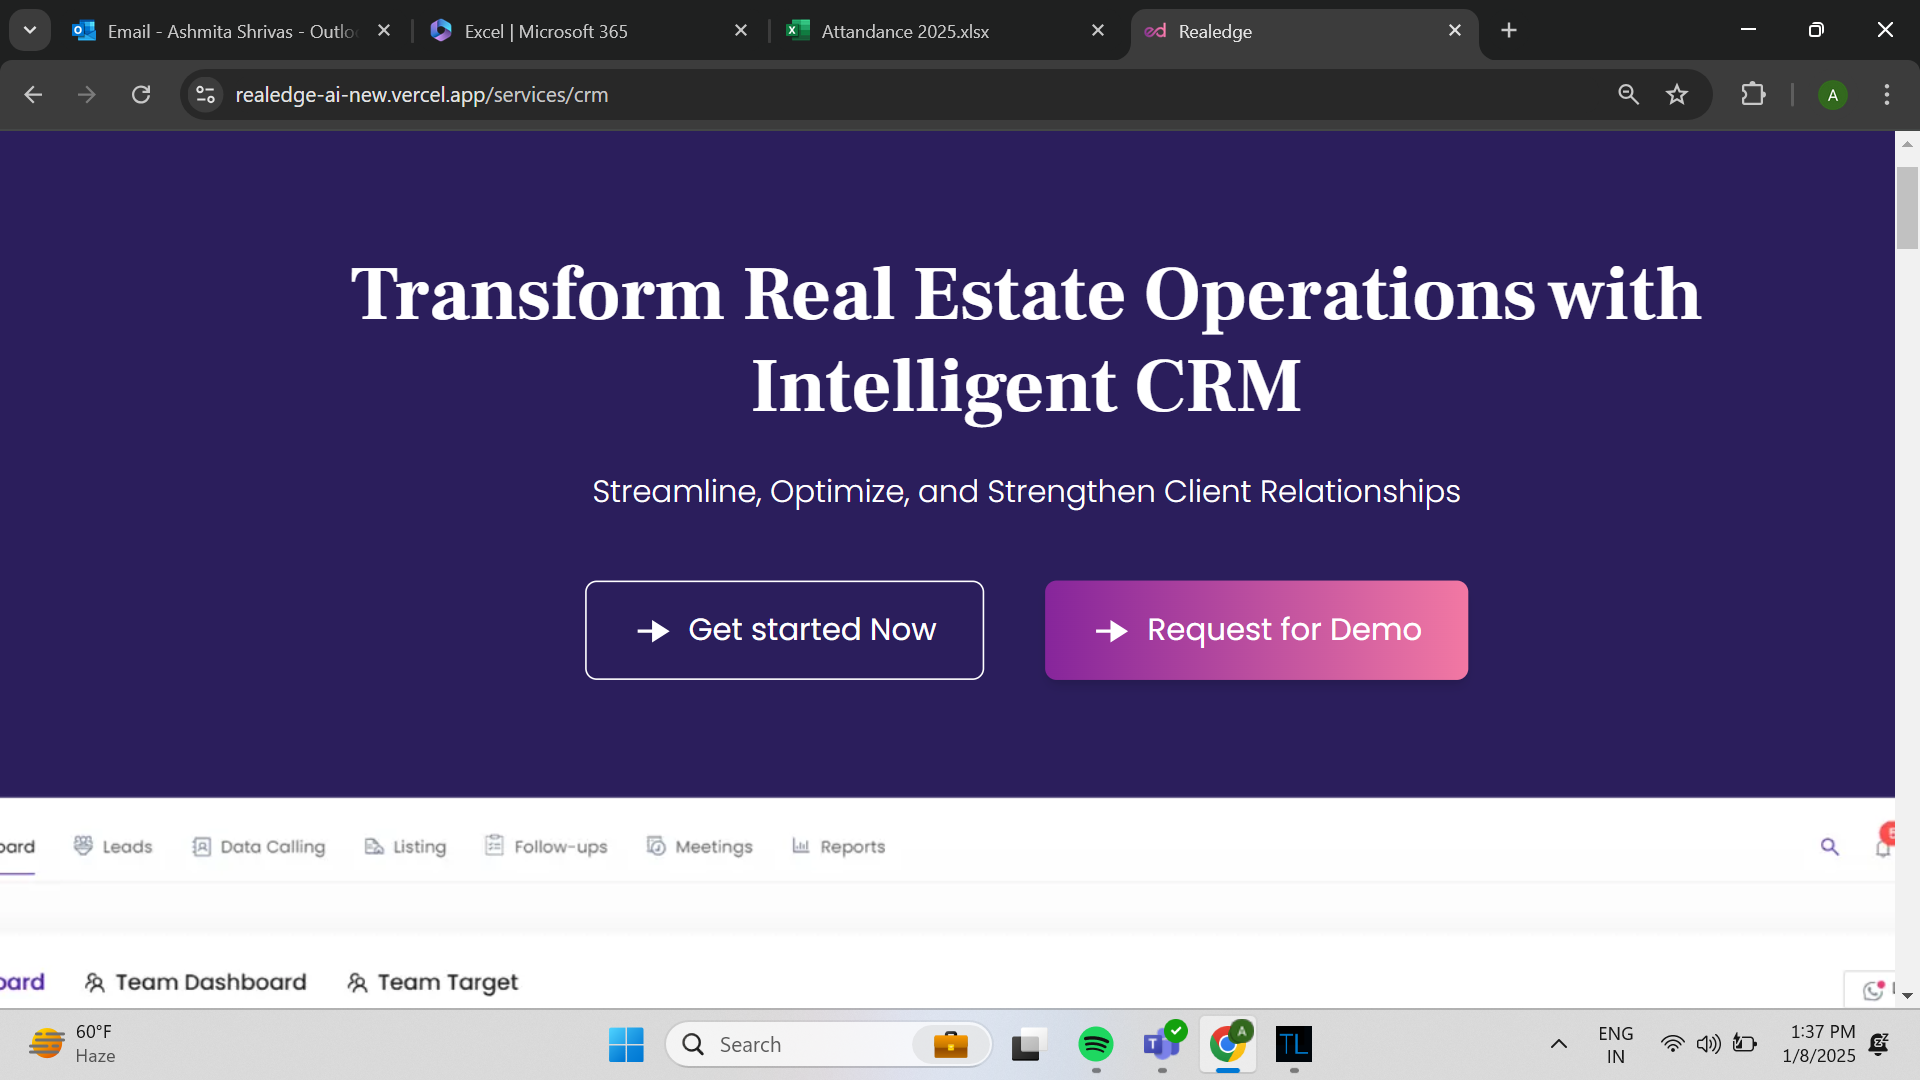 Email - Ashmita Shrivas - Outlo
Excel | Microsoft 365
Attandance 2025.xlsx
Realedge
realedge-ai-new.vercel.app/services/crm
A
Transform Real Estate Operations with
Intelligent CRM
Streamline, Optimize, and Strengthen Client Relationships
Get started Now
Request for Demo
oard
Leads
Data Calling
Listing
Follow-ups
Meetings
Reports
oard
Team Dashboard
Team Target
60°F
Haze
Search
A
TL
ENG
IN
1:37 PM
1/8/2025